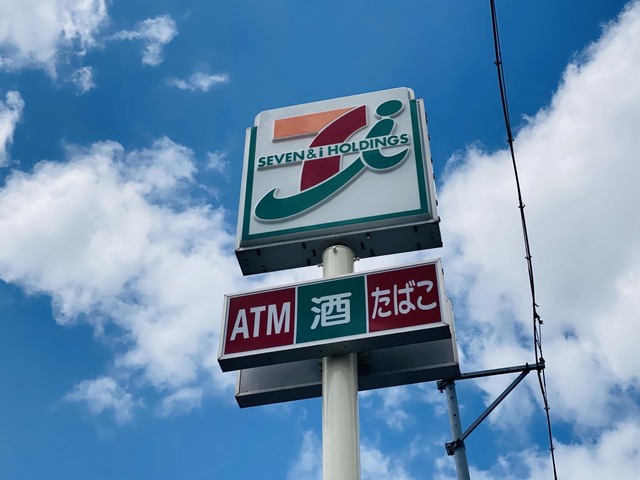 SEVEN & i HOLDINGS
ATM 酒 たばこ